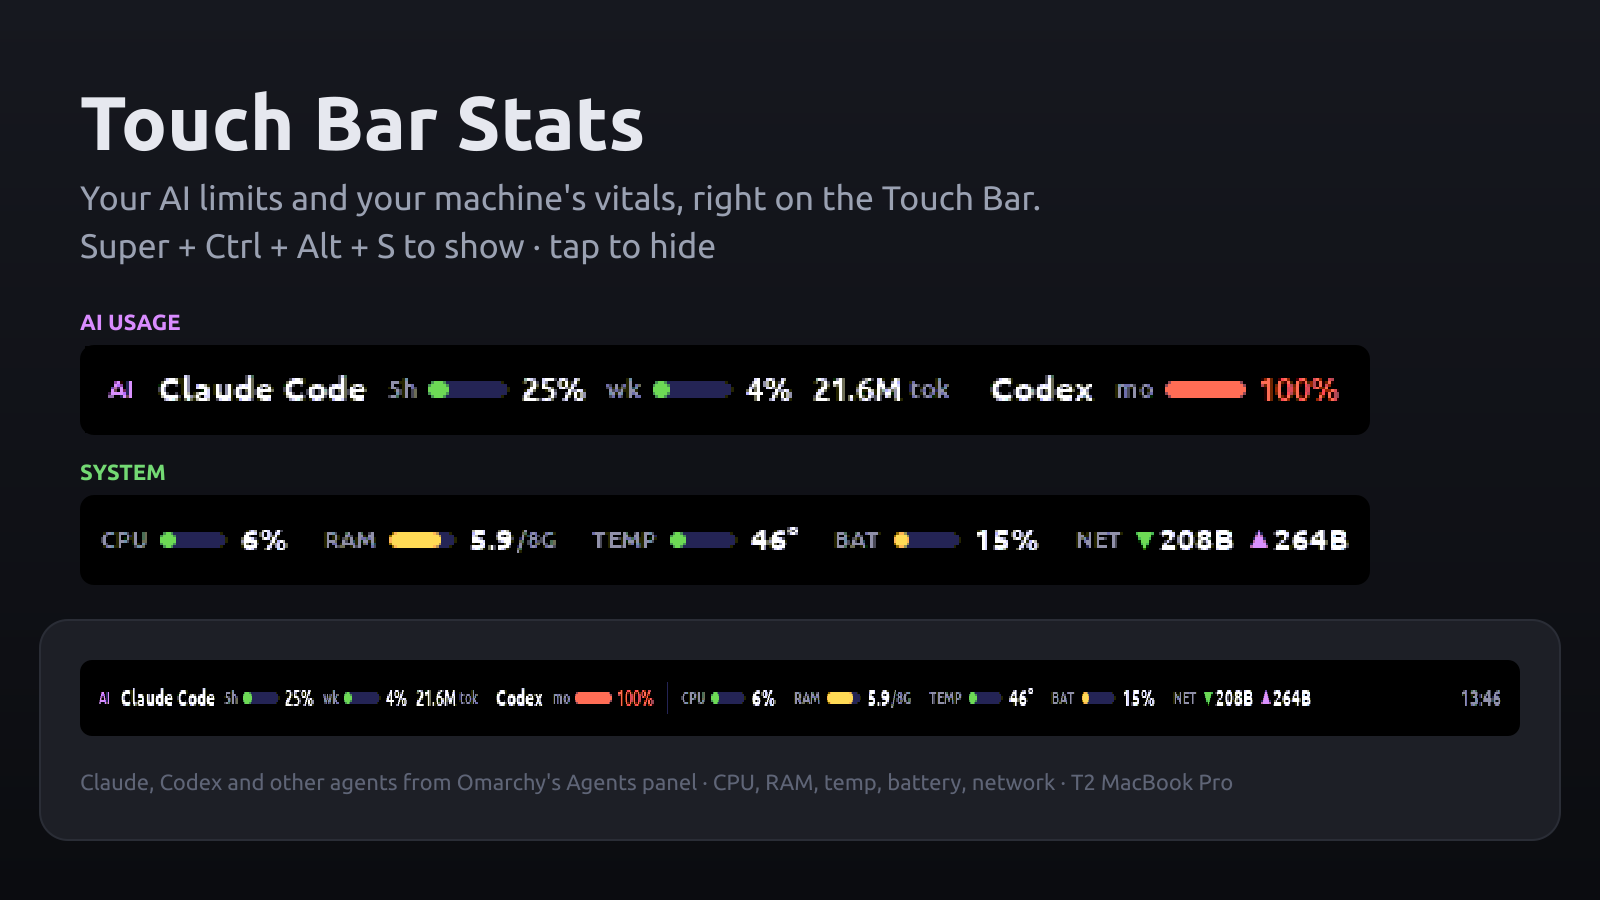 Touch Bar Stats
Your AI limits and your machine's vitals, right on the Touch Bar.
Super + Ctrl + Alt + S to show · tap to hide
AI USAGE
AI Claude Code 5h 25% wk 4% 21.6M tok Codex mo 100%
SYSTEM
CPU 6% RAM 5.9/8G TEMP 46° BAT 15% NET ▼208B ▲264B
AI Claude Code 5h 25% wk 4% 21.6M tok Codex mo 100% CPU 6% RAM 5.9/8G TEMP 46° BAT 15% NET ▼208B ▲264B 13:46
Claude, Codex and other agents from Omarchy's Agents panel · CPU, RAM, temp, battery, network · T2 MacBook Pro